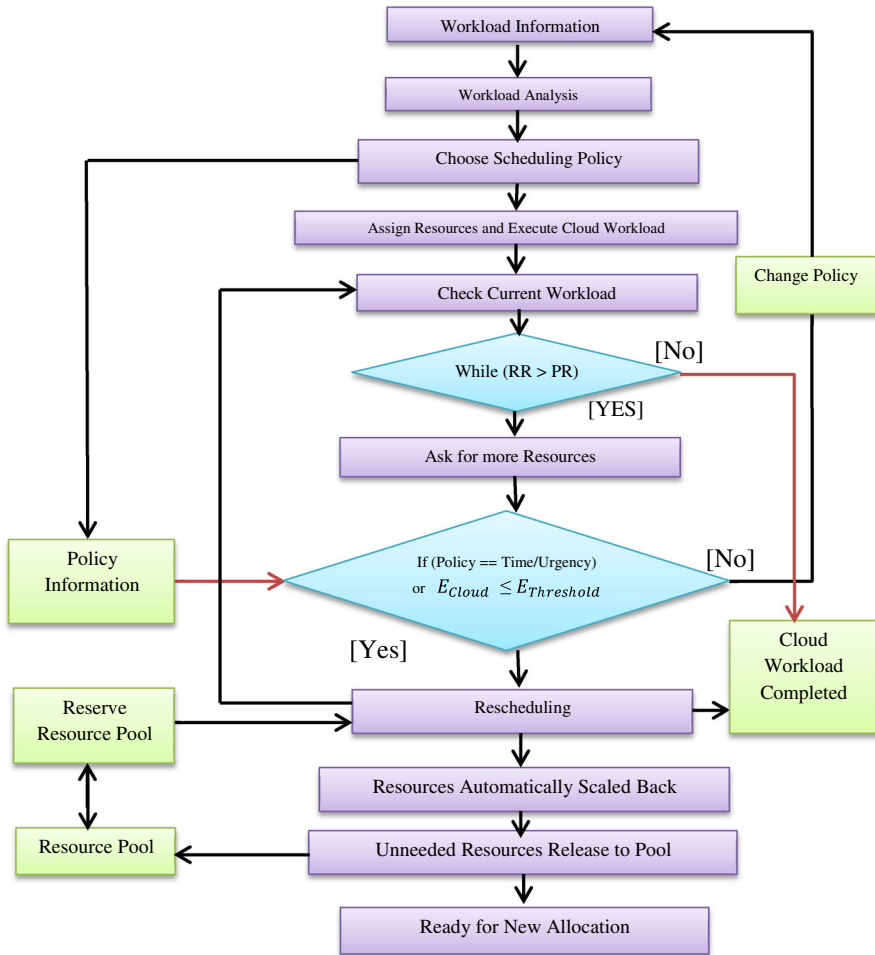 Workload Information
Workload Analysis
Choose Scheduling Policy
Assign Resources and Execute Cloud Workload
Change Policy
Check Current Workload
[No]
While (RR > PR)
[YES]
Ask for more Resources
Policy
Information
If (Policy == Time/Urgency)
or E_Cloud ≤ E_Threshold
[No]
[Yes]
Cloud
Workload
Completed
Reserve
Resource Pool
Rescheduling
Resources Automatically Scaled Back
Resource Pool
Unneeded Resources Release to Pool
Ready for New Allocation